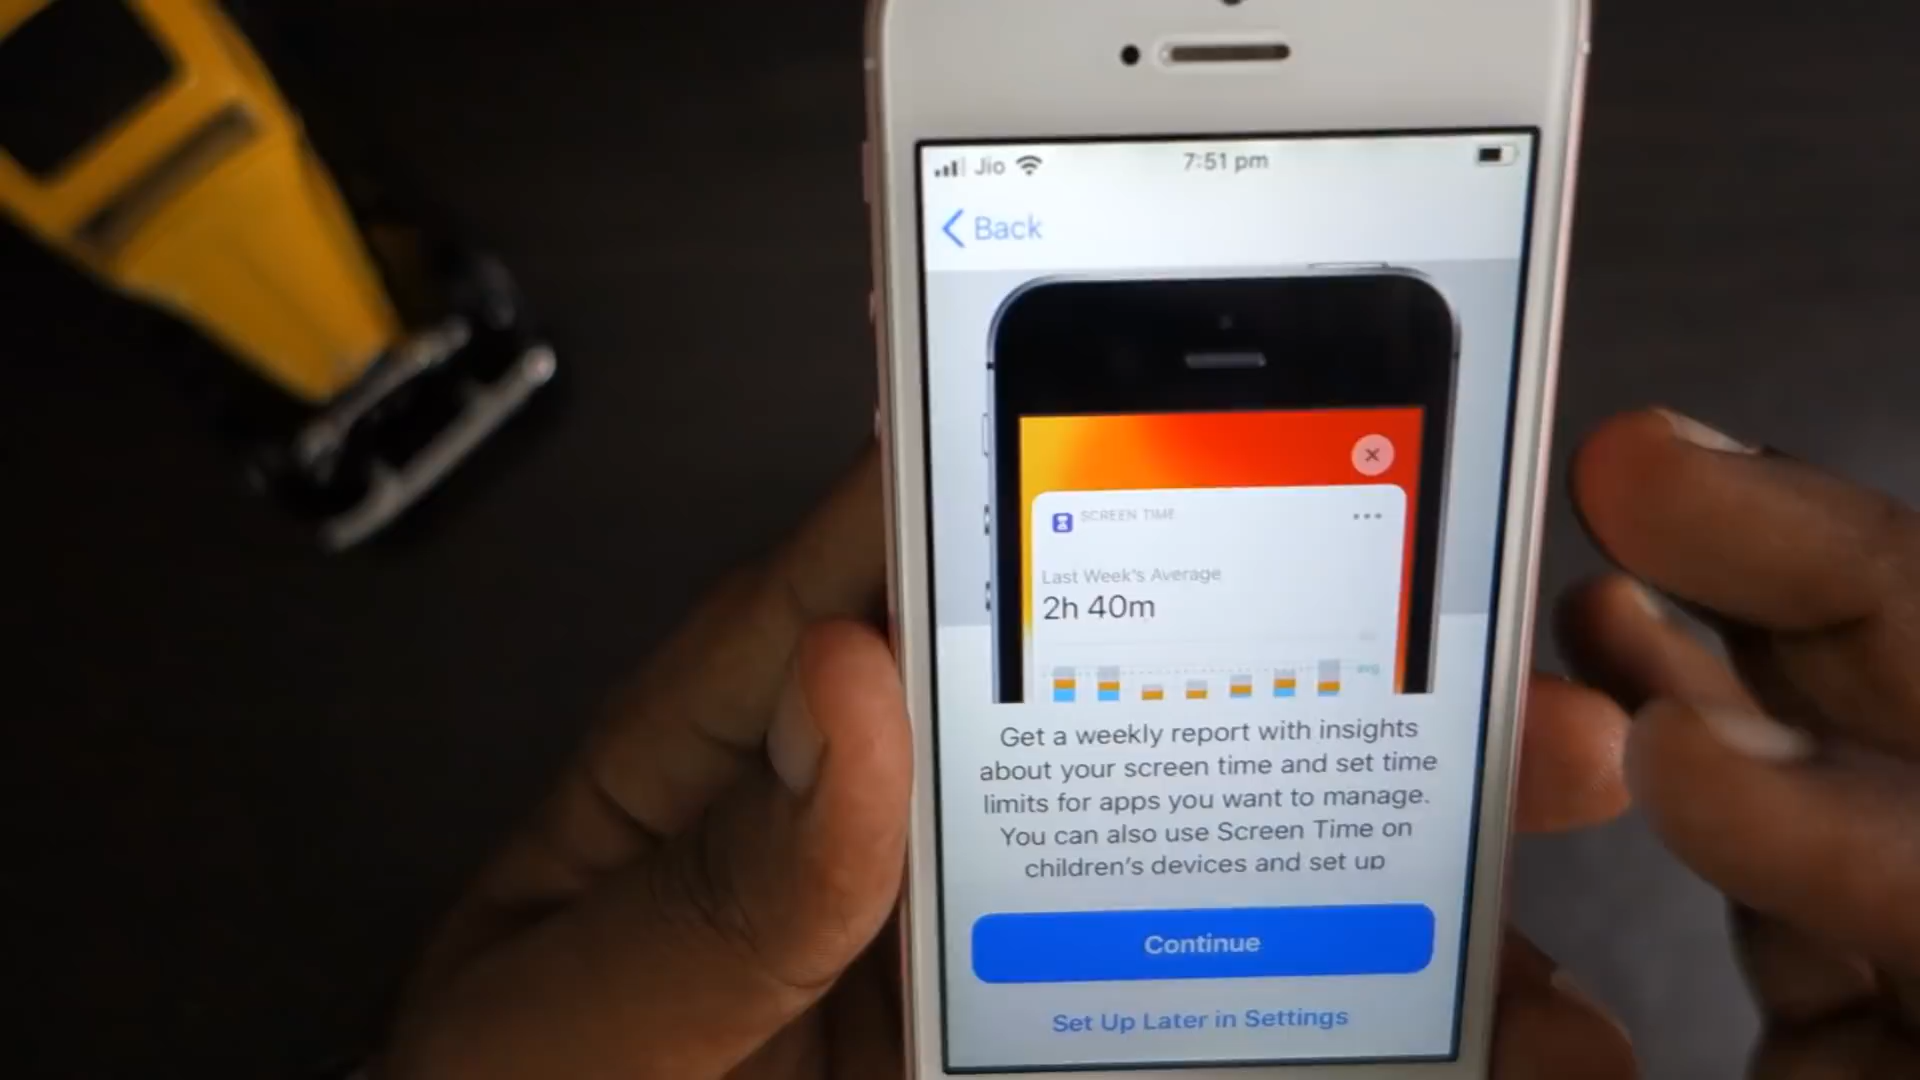 Jio
7:51 pm
Back
SCREEN TIME
Last Week's Average
2h 40m
avg
Get a weekly report with insights
about your screen time and set time
limits for apps you want to manage.
You can also use Screen Time on
children's devices and set up
Continue
Set Up Later in Settings